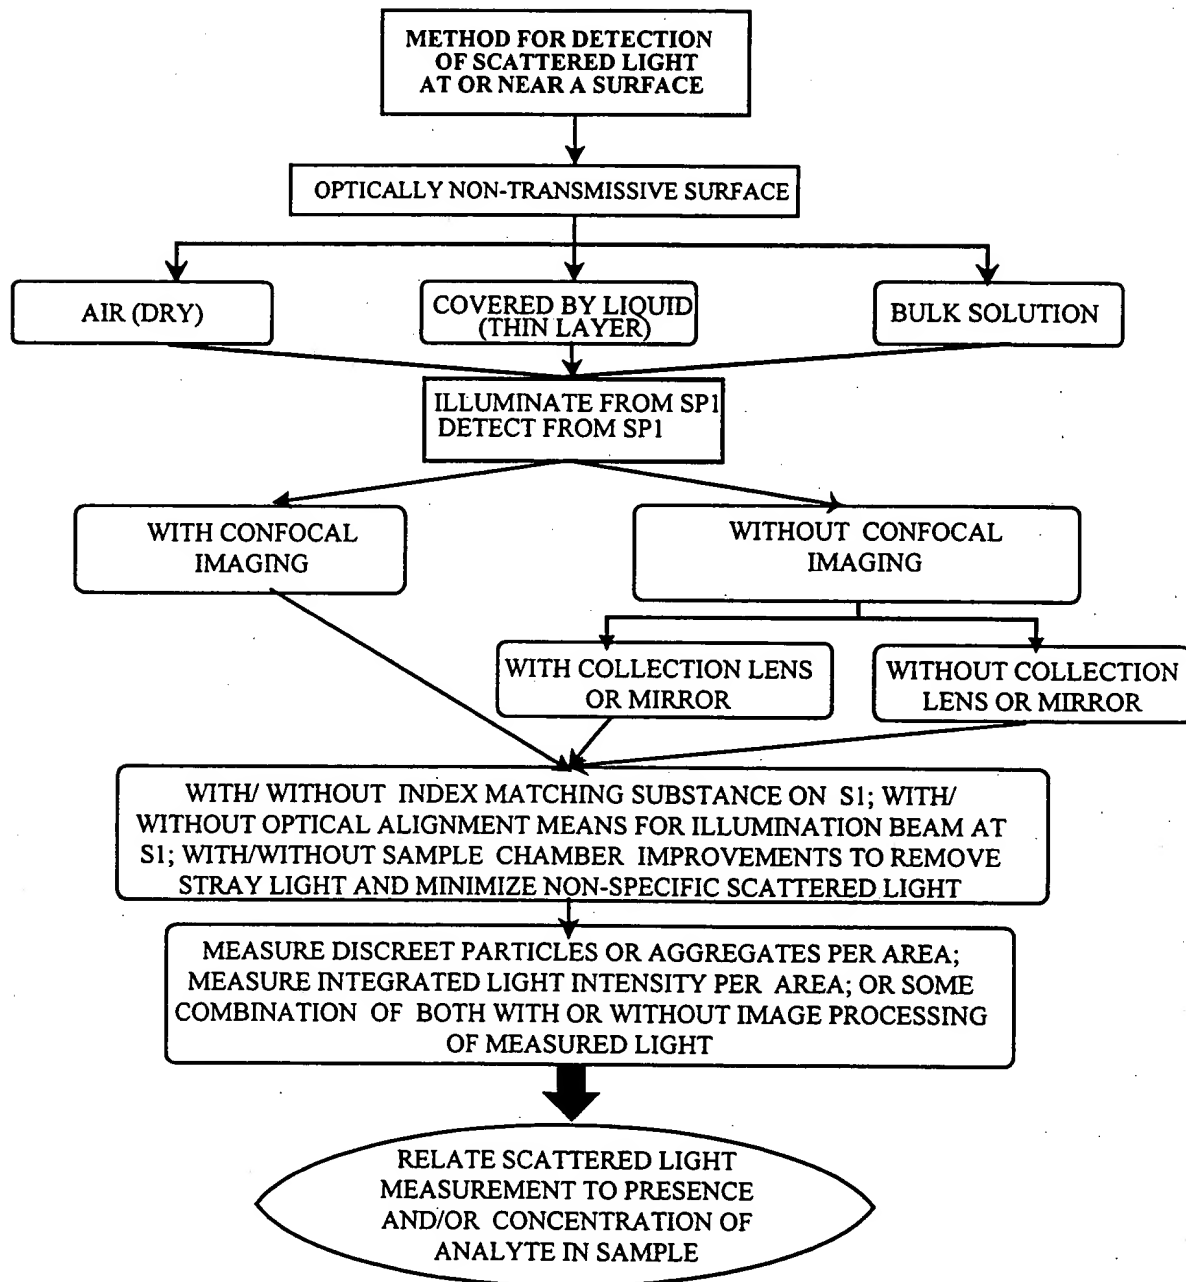 METHOD FOR DETECTION
OF SCATTERED LIGHT
AT OR NEAR A SURFACE
OPTICALLY NON-TRANSMISSIVE SURFACE
AIR (DRY)
COVERED BY LIQUID
(THIN LAYER)
BULK SOLUTION
ILLUMINATE FROM SP1
DETECT FROM SP1
WITH CONFOCAL
IMAGING
WITHOUT CONFOCAL
IMAGING
WITH COLLECTION LENS
OR MIRROR
WITHOUT COLLECTION
LENS OR MIRROR
WITH/ WITHOUT INDEX MATCHING SUBSTANCE ON S1; WITH/
WITHOUT OPTICAL ALIGNMENT MEANS FOR ILLUMINATION BEAM AT
S1; WITH/WITHOUT SAMPLE CHAMBER IMPROVEMENTS TO REMOVE
STRAY LIGHT AND MINIMIZE NON-SPECIFIC SCATTERED LIGHT
MEASURE DISCREET PARTICLES OR AGGREGATES PER AREA;
MEASURE INTEGRATED LIGHT INTENSITY PER AREA; OR SOME
COMBINATION OF BOTH WITH OR WITHOUT IMAGE PROCESSING
OF MEASURED LIGHT
RELATE SCATTERED LIGHT
MEASUREMENT TO PRESENCE
AND/OR CONCENTRATION OF
ANALYTE IN SAMPLE